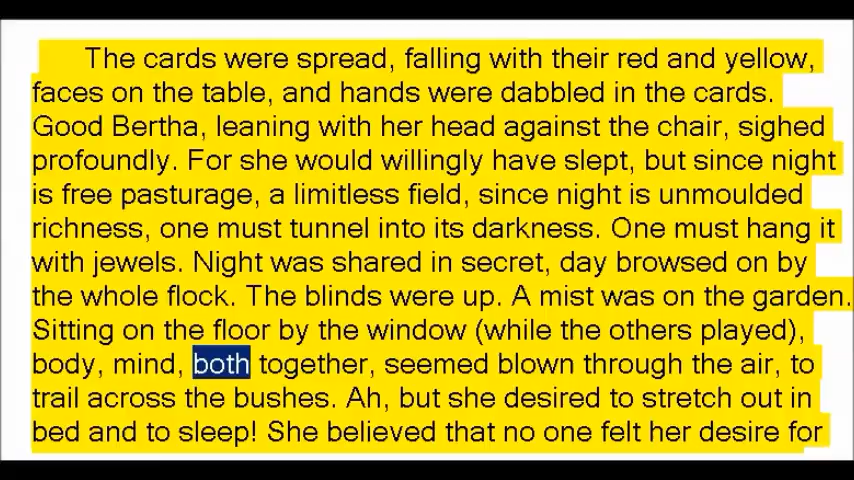 The cards were spread, falling with their red and yellow,
faces on the table, and hands were dabbled in the cards.
Good Bertha, leaning with her head against the chair, sighed
profoundly. For she would willingly have slept, but since night
is free pasturage, a limitless field, since night is unmoulded
richness, one must tunnel into its darkness. One must hang it
with jewels. Night was shared in secret, day browsed on by
the whole flock. The blinds were up. A mist was on the garden.
Sitting on the floor by the window (while the others played),
body, mind, both together, seemed blown through the air, to
trail across the bushes. Ah, but she desired to stretch out in
bed and to sleep! She believed that no one felt her desire for